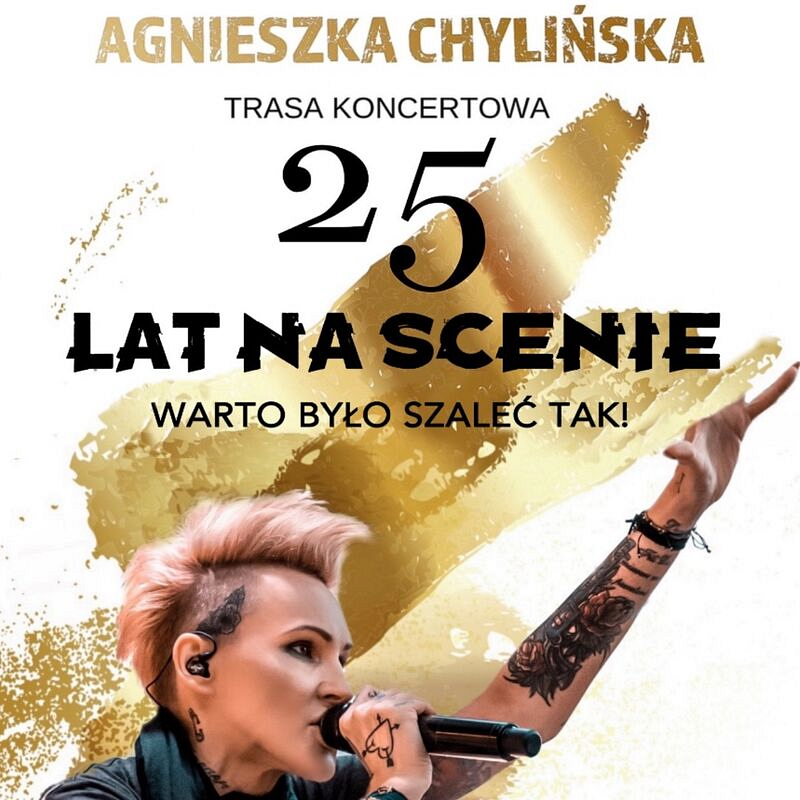 AGNIESZKA CHYLIŃSKA
TRASA KONCERTOWA
25
LAT NA SCENIE
WARTO BYŁO SZALEĆ TAK!